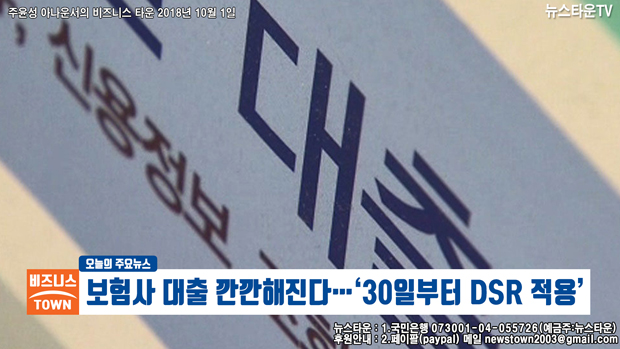 주윤성 아나운서의 비즈니스 타운 2018년 10월 1일
뉴스타운TV
대출
신용정보
오늘의 주요뉴스
비즈니스
TOWN
보험사 대출 깐깐해진다…‘30일부터 DSR 적용’
뉴스타운 : 1.국민은행 073001-04-055726(예금주:뉴스타운)
후원안내 : 2.페이팔(paypal) 메일 newstown2003@gmail.com